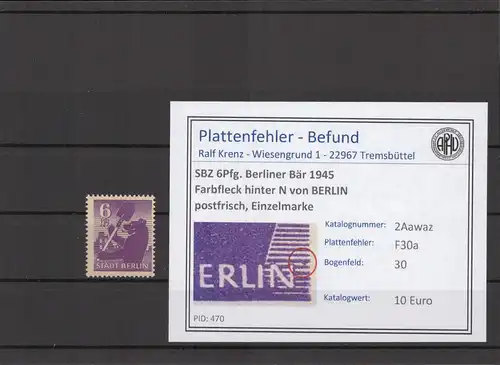 6
STADT BERLIN
Plattenfehler - Befund
Ralf Krenz - Wiesengrund 1 - 22967 Tremsbüttel
SBZ 6Pfg. Berliner Bär 1945
Farbfleck hinter N von BERLIN
postfrisch, Einzelmarke
ERLIN
Katalognummer: 2Aawaz
Plattenfehler: F30a
Bogenfeld: 30
Katalogwert: 10 Euro
PID: 470